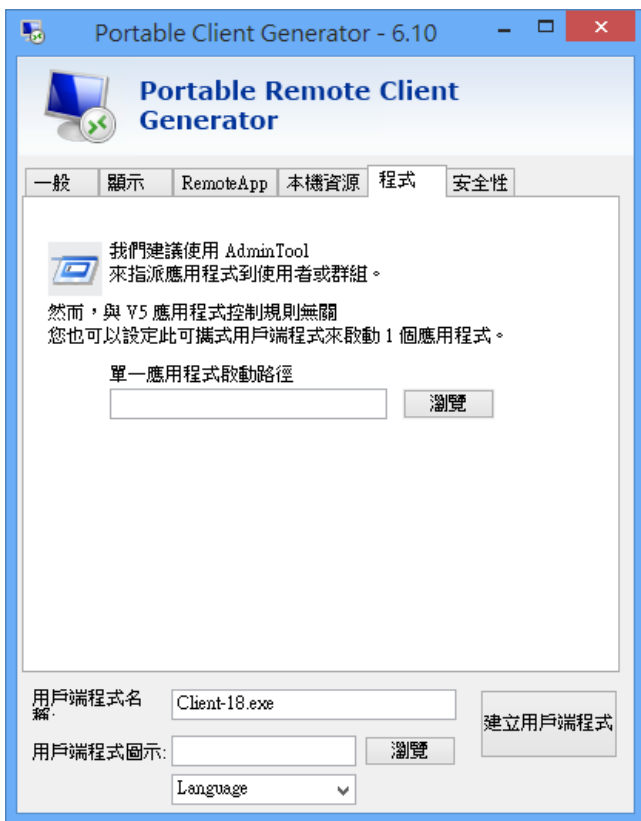 Portable Client Generator - 6.10
Portable Remote Client
Generator
一般 顯示 RemoteApp 本機資源 程式 安全性
我們建議使用 AdminTool
來指派應用程式到使用者或群組。
然而，與 V5 應用程式控制規則無關
您也可以設定此可攜式用戶端程式來啟動 1 個應用程式。
單一應用程式啟動路徑
瀏覽
用戶端程式名
稱:
Client-18.exe
建立用戶端程式
用戶端程式圖示:
瀏覽
Language